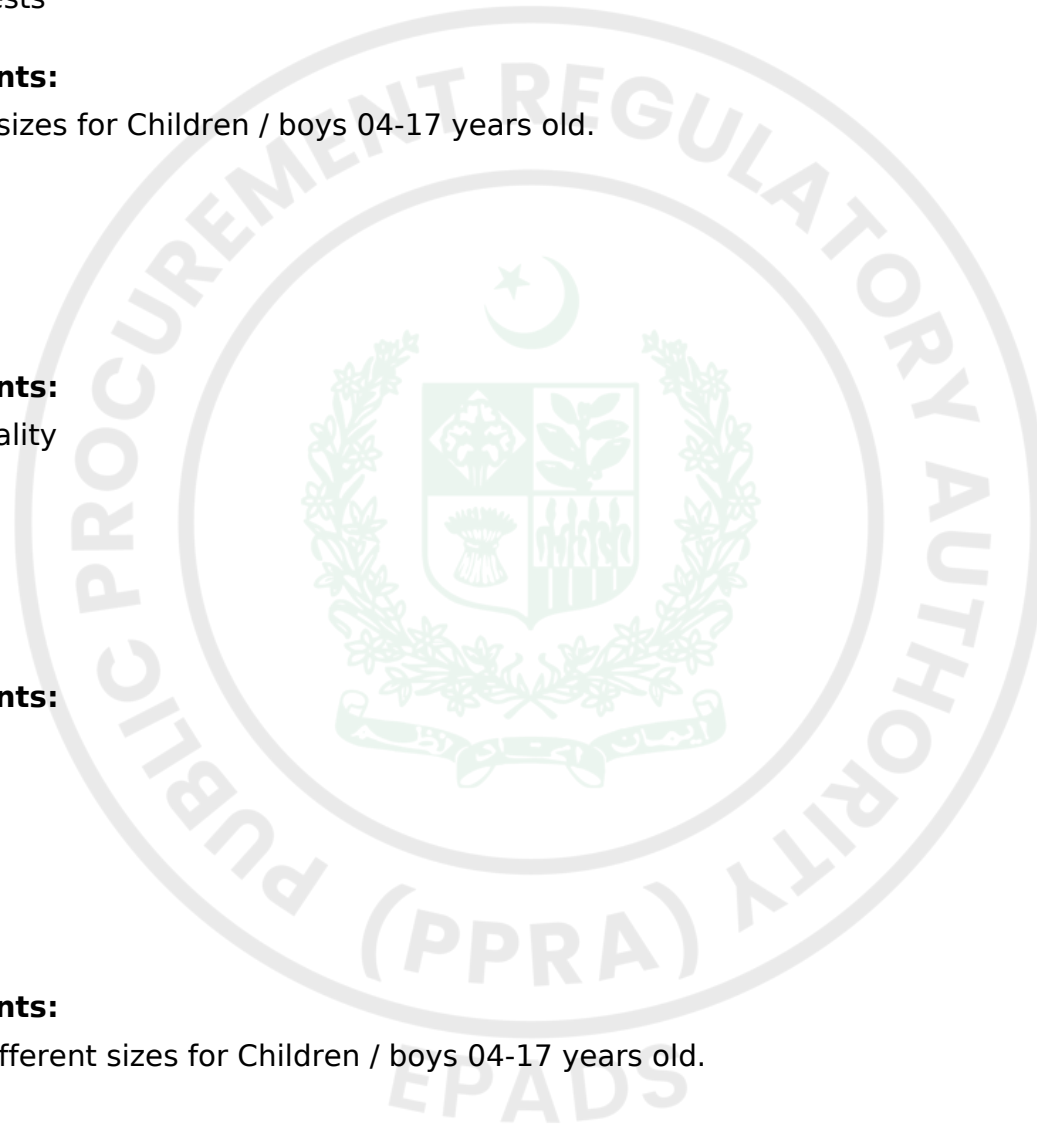 ests
nts:
sizes for Children / boys 04-17 years old.
nts:
ality
nts:
nts:
fferent sizes for Children / boys 04-17 years old.
PUBLIC PROCUREMENT REGULATORY AUTHORITY
(PPRA)
EPADS